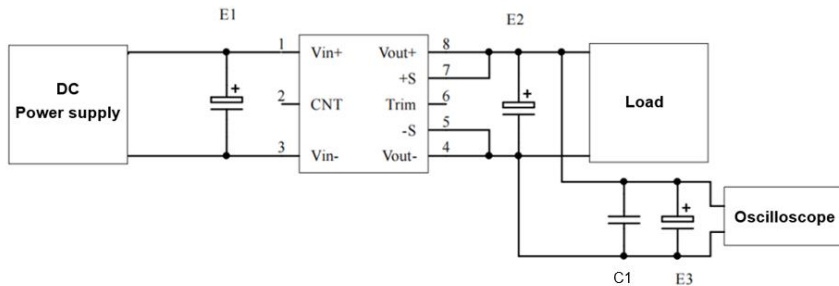 E1
E2
1
Vin+
Vout+
8
+S
7
DC
Power supply
2
CNT
Trim
6
Load
-S
5
3
Vin-
Vout-
4
Oscilloscope
C1
E3
+
+
+